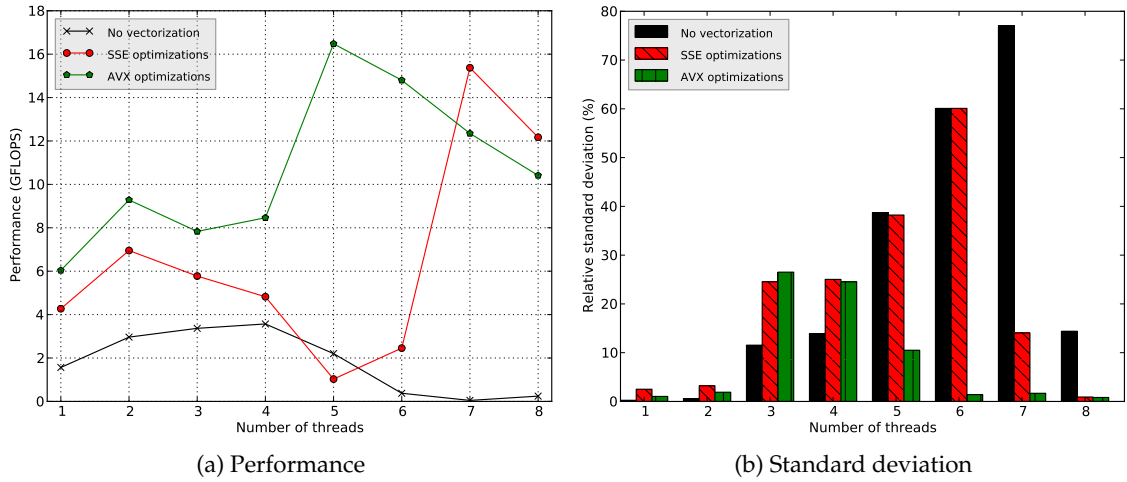 18
16
14
12
10
8
6
4
2
0
Performance (GFLOPS)
No vectorization
SSE optimizations
AVX optimizations
1 2 3 4 5 6 7 8
Number of threads
(a) Performance
80
70
60
50
40
30
20
10
0
Relative standard deviation (%)
No vectorization
SSE optimizations
AVX optimizations
1 2 3 4 5 6 7 8
Number of threads
(b) Standard deviation